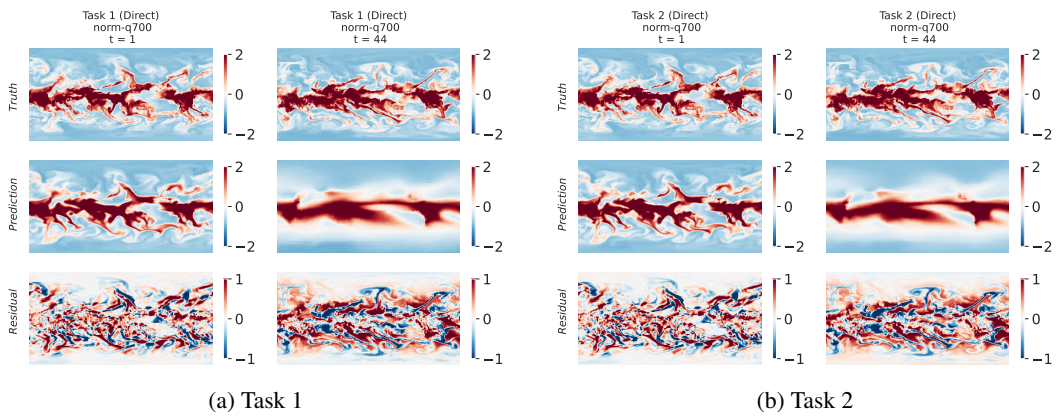 Task 1 (Direct)
norm-q700
t = 1
Task 1 (Direct)
norm-q700
t = 44
Truth
2
0
−2
2
0
−2
Prediction
2
0
−2
2
0
−2
Residual
1
0
−1
1
0
−1
(a) Task 1
Task 2 (Direct)
norm-q700
t = 1
Task 2 (Direct)
norm-q700
t = 44
Truth
2
0
−2
2
0
−2
Prediction
2
0
−2
2
0
−2
Residual
1
0
−1
1
0
−1
(b) Task 2